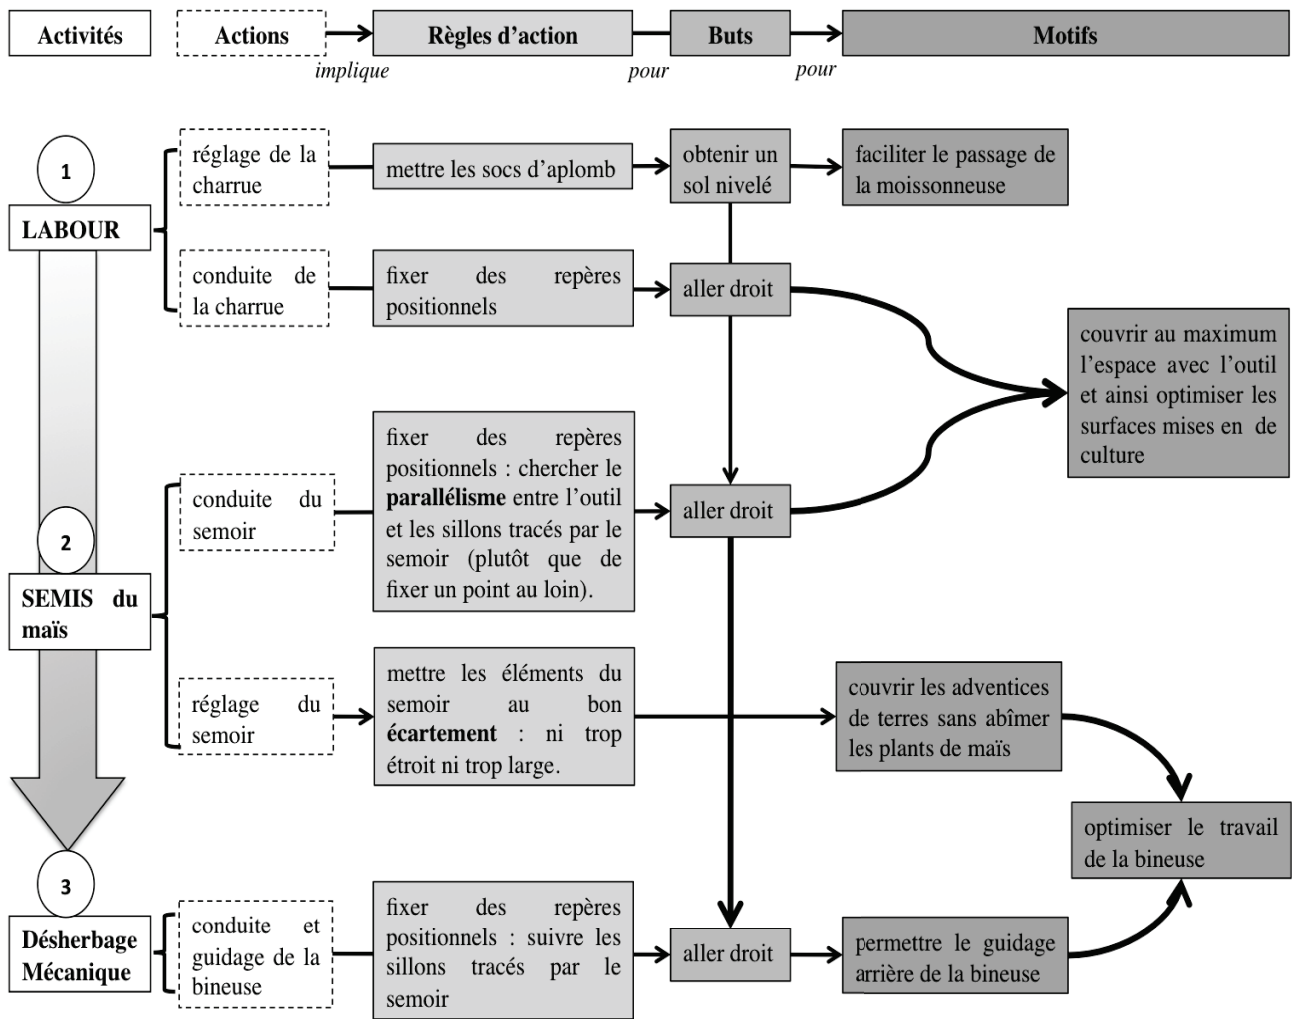 Activités
Actions
Règles d'action
Buts
Motifs
implique
pour
pour
1
LABOUR
réglage de la
charrue
mettre les socs d'aplomb
obtenir un
sol nivelé
faciliter le passage de
la moissonneuse
conduite de
la charrue
fixer des repères
positionnels
aller droit
couvrir au maximum
l'espace avec l'outil
et ainsi optimiser les
surfaces mises en de
culture
2
SEMIS du
maïs
conduite du
semoir
fixer des repères
positionnels : chercher le
parallélisme entre l'outil
et les sillons tracés par le
semoir (plutôt que de
fixer un point au loin).
aller droit
réglage du
semoir
mettre les éléments du
semoir au bon
écartement : ni trop
étroit ni trop large.
couvrir les adventices
de terres sans abîmer
les plants de maïs
optimiser le travail
de la bineuse
3
Désherbage
Mécanique
conduite et
guidage de la
bineuse
fixer des repères
positionnels : suivre les
sillons tracés par le
semoir
aller droit
permettre le guidage
arrière de la bineuse